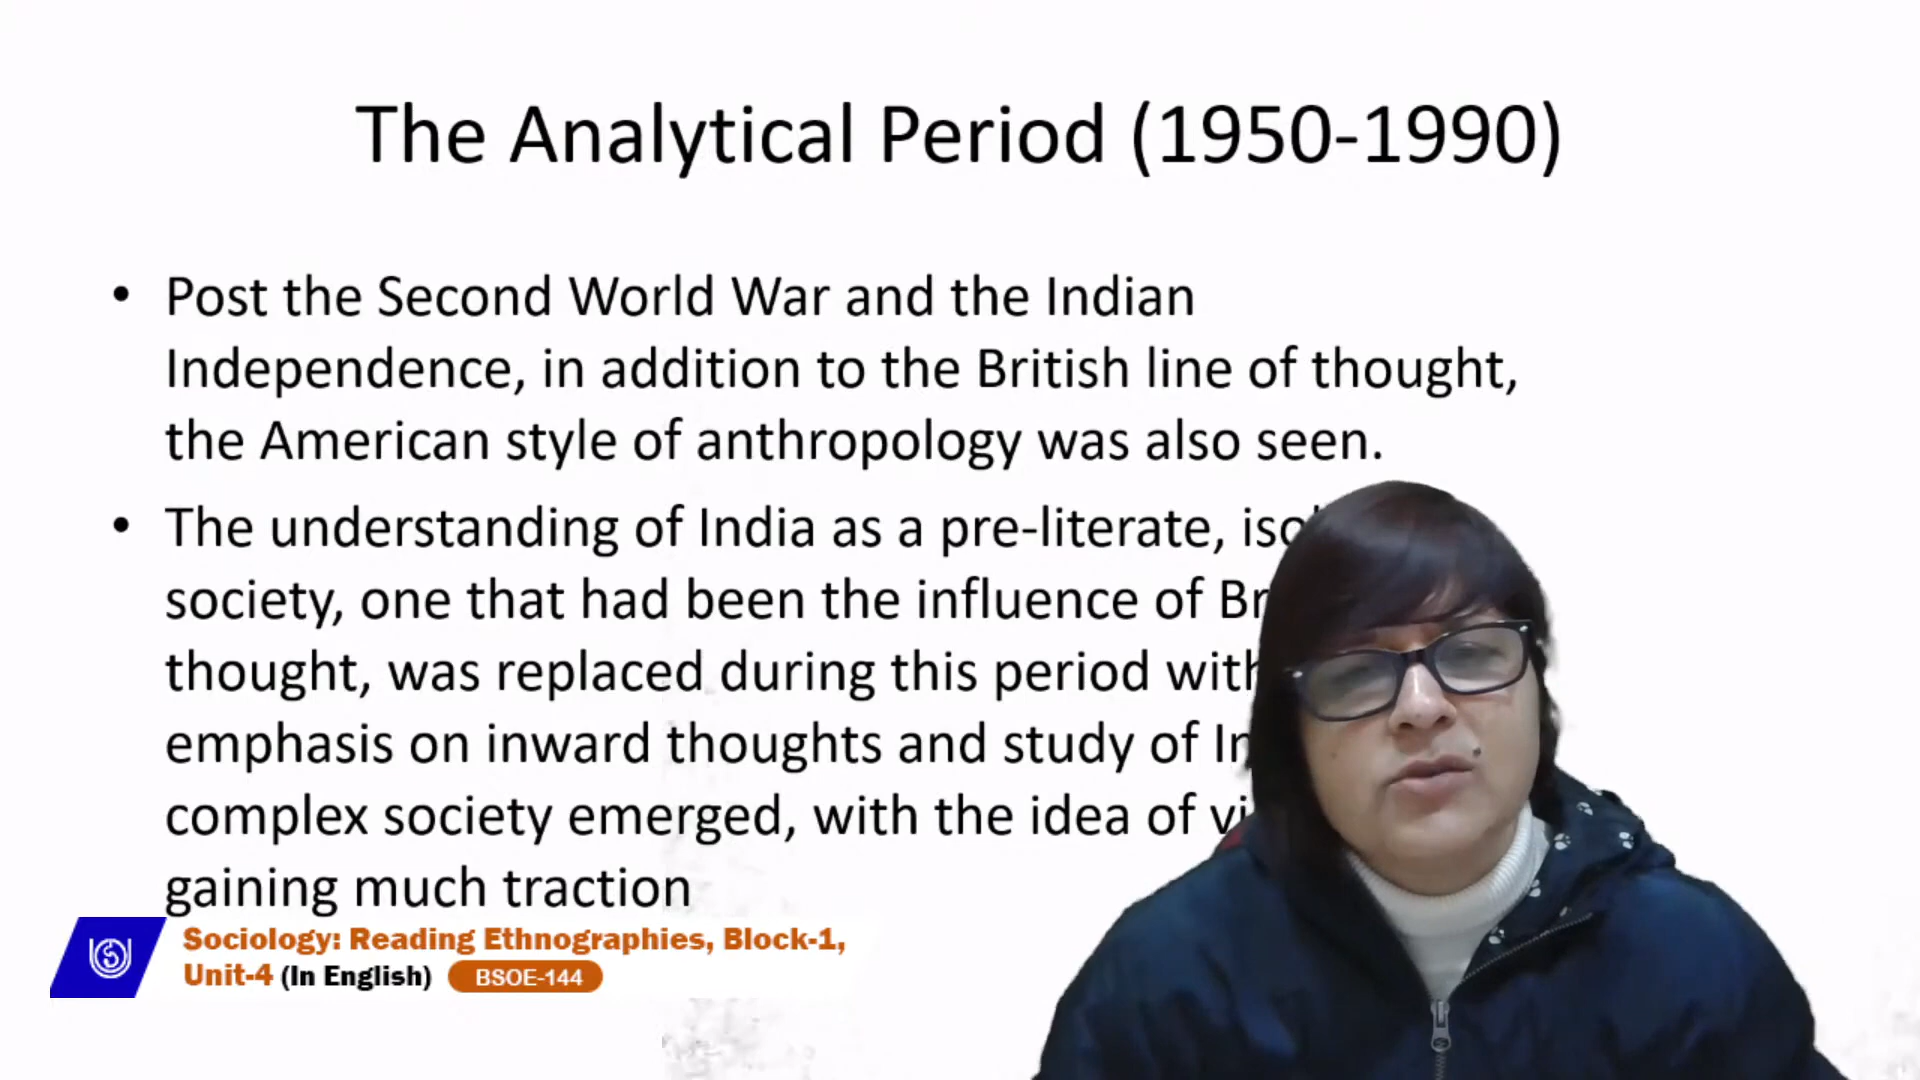 The Analytical Period (1950-1990)
• Post the Second World War and the Indian
Independence, in addition to the British line of thought,
the American style of anthropology was also seen.
• The understanding of India as a pre-literate,
society, one that had been the influence of
thought, was replaced during this period with
emphasis on inward thoughts and study of
complex society emerged, with the idea of
gaining much traction
Sociology: Reading Ethnographies, Block-1,
Unit-4 (In English) BSOE-144